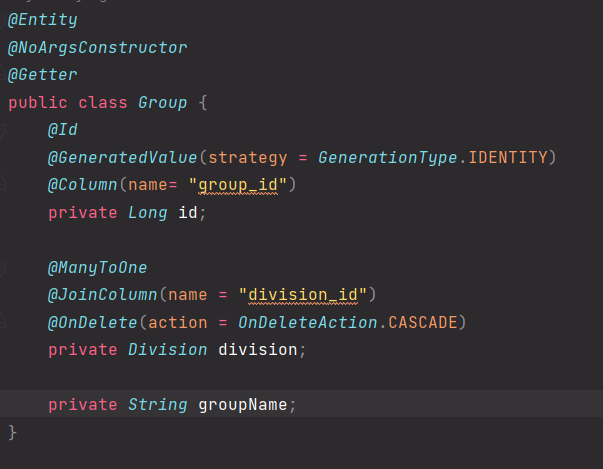 @Entity
@NoArgsConstructor
@Getter
public class Group {
@Id
@GeneratedValue(strategy = GenerationType.IDENTITY)
@Column(name= "group_id")
private Long id;
@ManyToOne
@JoinColumn(name = "division_id")
@OnDelete(action = OnDeleteAction.CASCADE)
private Division division;
private String groupName;
}